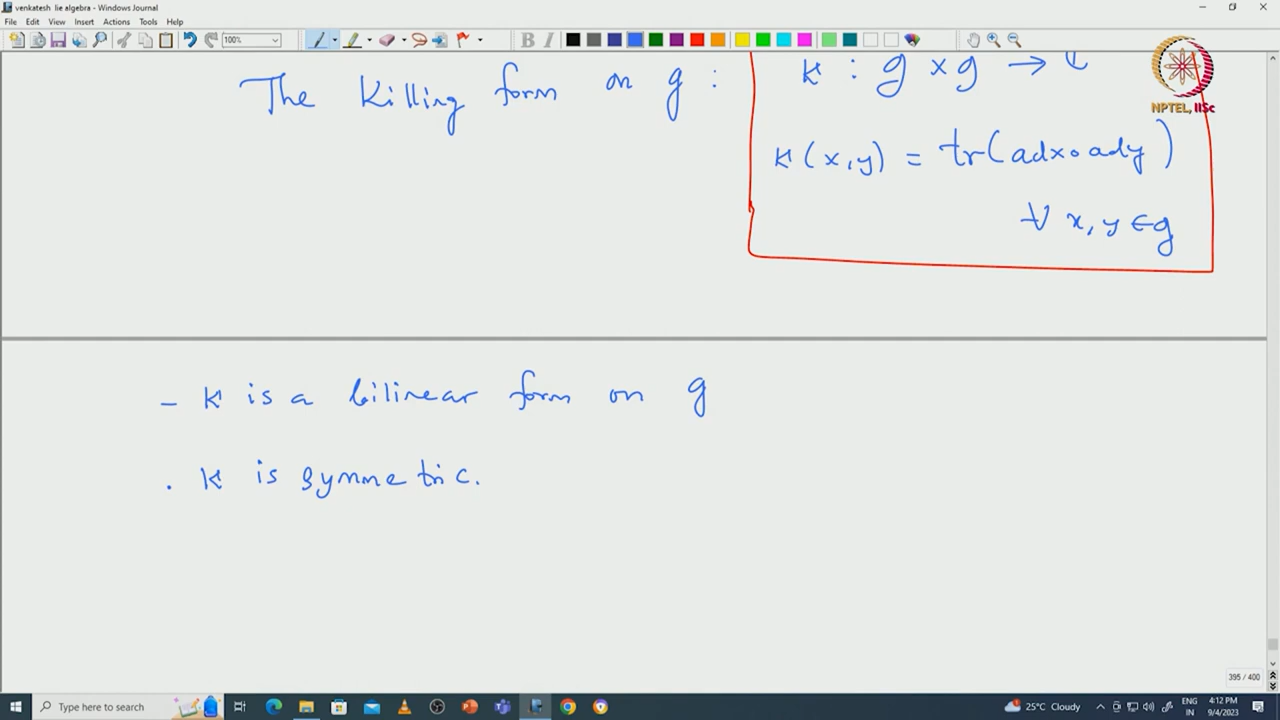 venkatesh lie algebra - Windows Journal
File Edit View Insert Actions Tools Help
100%
B I
The Killing form on g :
κ : g × g → ℂ
NPTEL, IISc
κ(x,y) = tr(adx∘ady)
∀ x, y ∈ g
– κ is a bilinear form on g
. κ is symmetric.
395 / 400
Type here to search
25°C Cloudy
ENG
IN
4:12 PM
9/4/2023